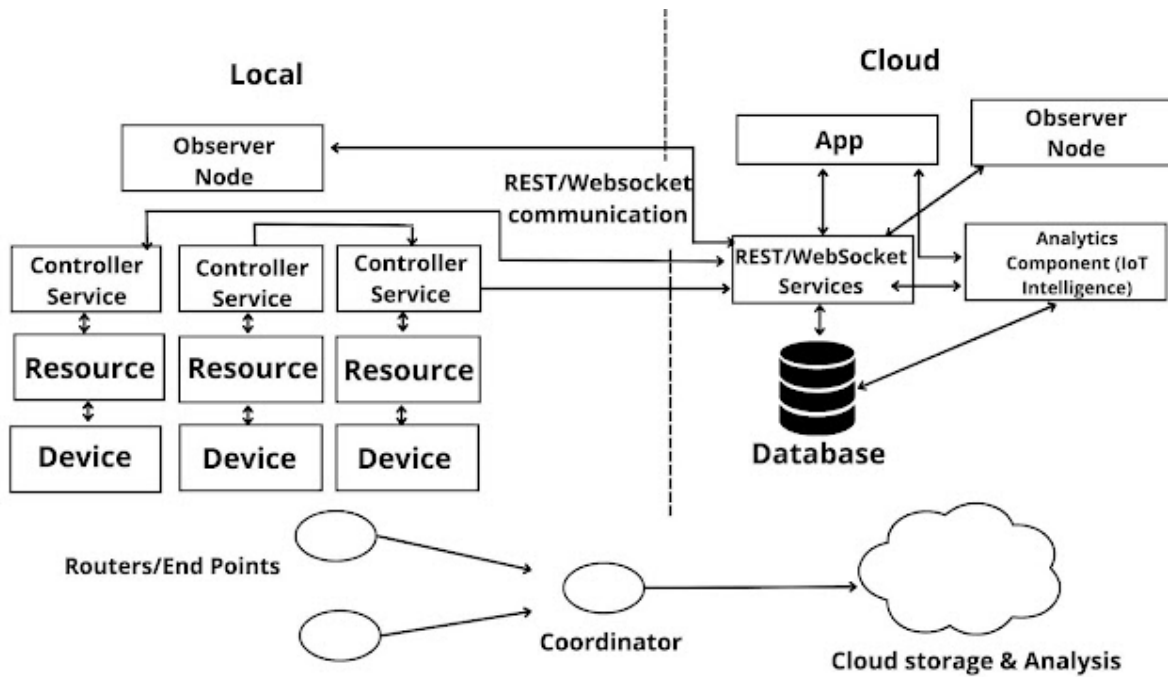 Local
Cloud
Observer
Node
App
Observer
Node
REST/Websocket
communication
Controller
Service
Controller
Service
Controller
Service
REST/WebSocket
Services
Analytics
Component (IoT
Intelligence)
Resource
Resource
Resource
Device
Device
Device
Database
Routers/End Points
Coordinator
Cloud storage & Analysis